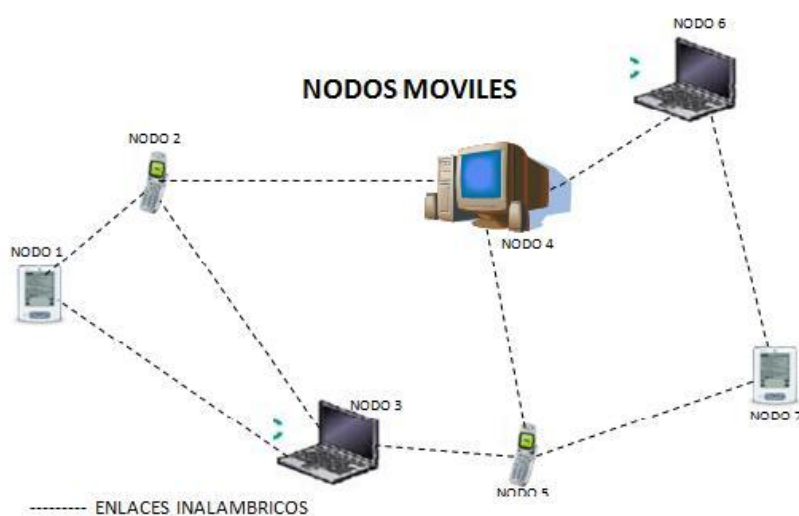 NODO 6
NODOS MOVILES
NODO 2
NODO 4
NODO 1
NODO 3
NODO 7
NODO 5
--------- ENLACES INALAMBRICOS